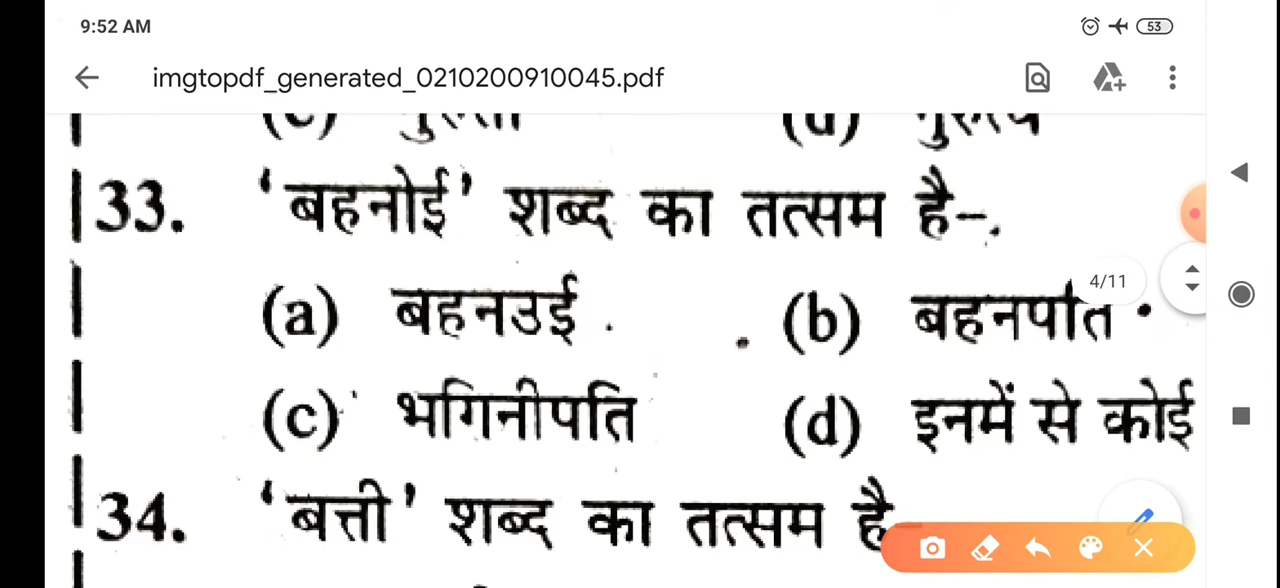 9:52 AM
53
imgtopdf_generated_0210200910045.pdf
(c) गुरुता (d)
33. 'बहनोई' शब्द का तत्सम है-.
4/11
(a) बहनउई . (b) बहनपति
(c) भगिनीपति (d) इनमें से कोई
34. 'बत्ती' शब्द का तत्सम है